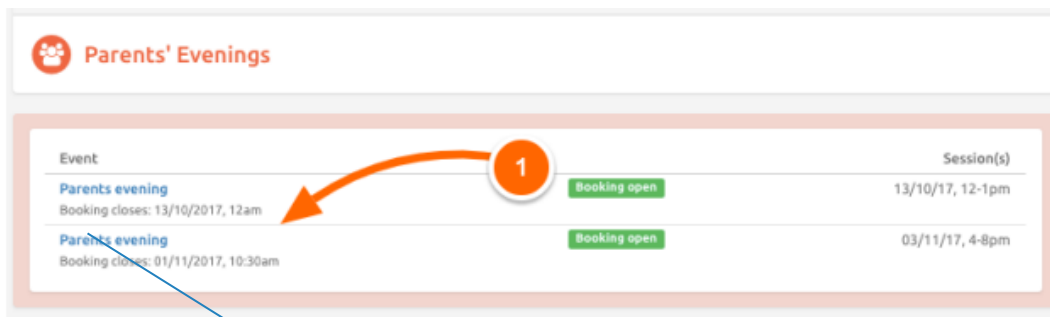 Parents' Evenings
Event Session(s)
1
Parents evening Booking open 13/10/17, 12-1pm
Booking closes: 13/10/2017, 12am
Parents evening Booking open 03/11/17, 4-8pm
Booking closes: 01/11/2017, 10:30am